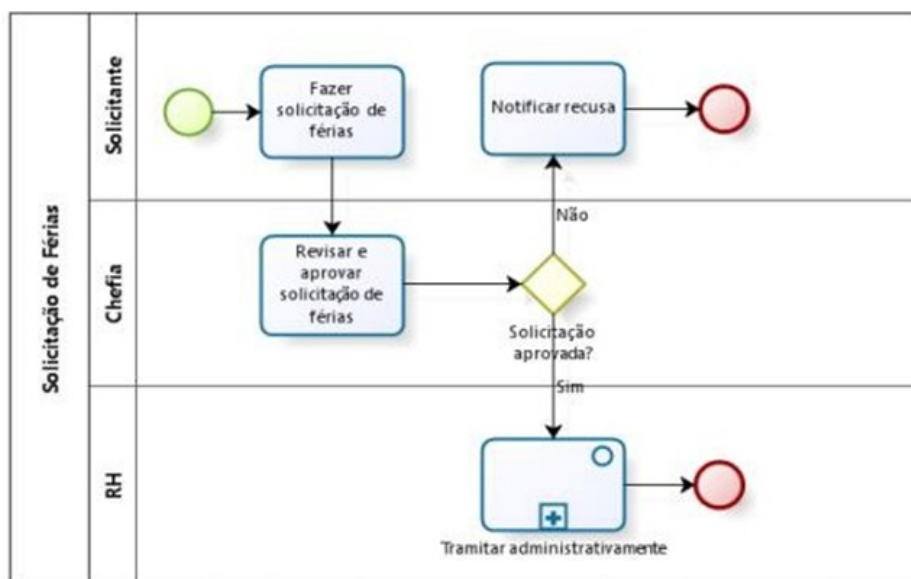 Solicitação de Férias
Solicitante
Fazer
solicitação de
férias
Notificar recusa
Chefia
Revisar e
aprovar
solicitação de
férias
Não
Solicitação
aprovada?
Sim
RH
Tramitar administrativamente